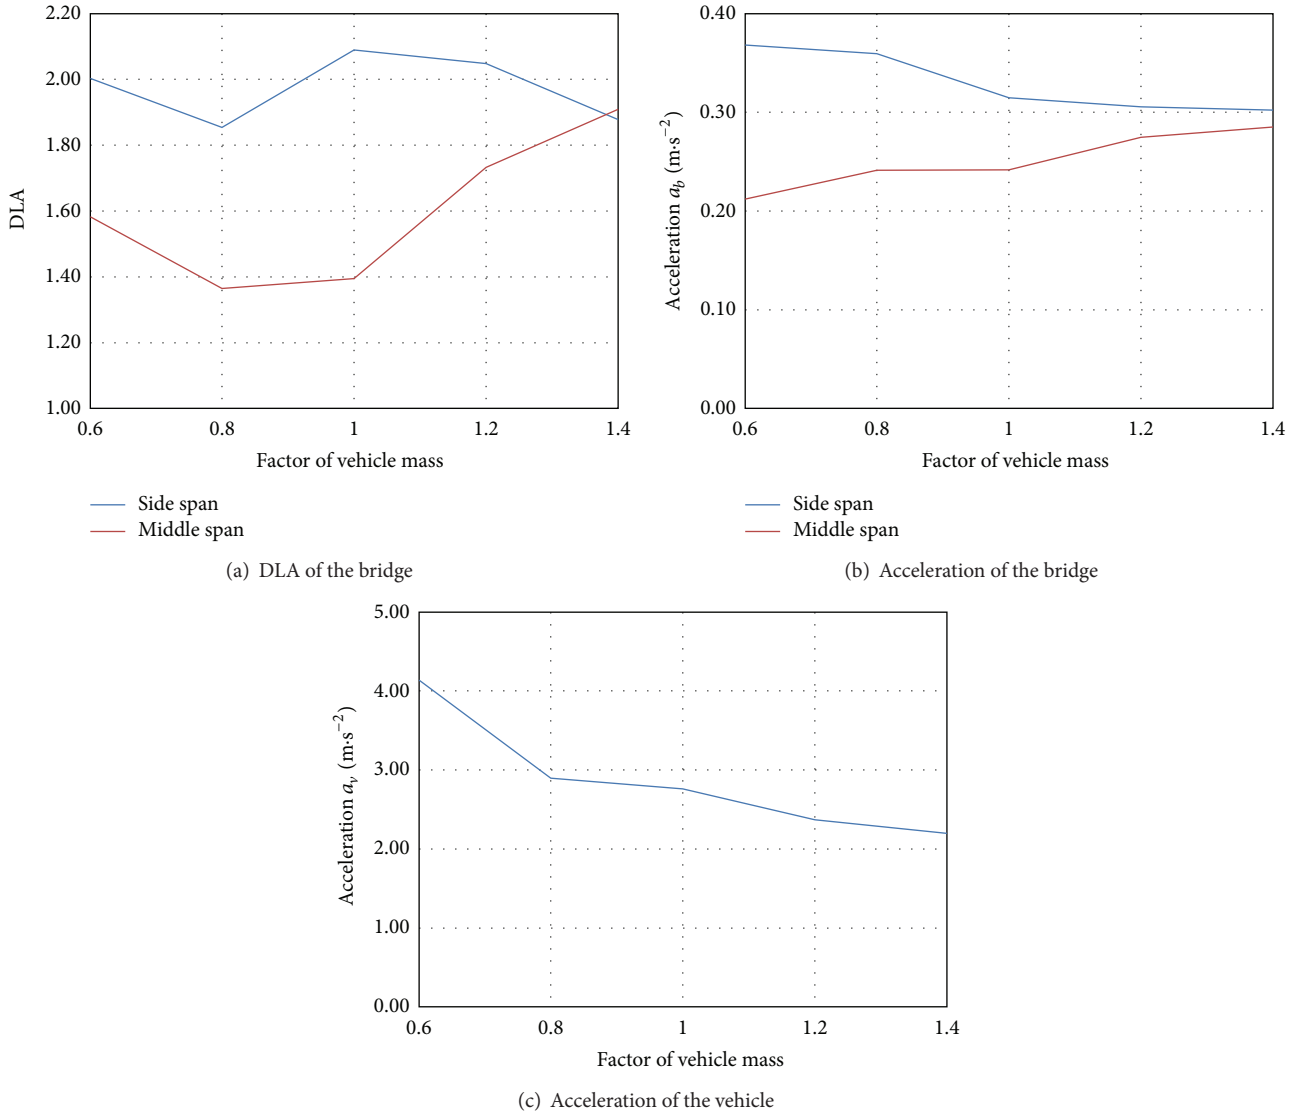 2.20
2.00
1.80
1.60
1.40
1.20
1.00
DLA
0.6 0.8 1 1.2 1.4
Factor of vehicle mass
Side span
Middle span
(a) DLA of the bridge
0.40
0.30
0.20
0.10
0.00
Acceleration a_b (m·s⁻²)
0.6 0.8 1 1.2 1.4
Factor of vehicle mass
Side span
Middle span
(b) Acceleration of the bridge
5.00
4.00
3.00
2.00
1.00
0.00
Acceleration a_v (m·s⁻²)
0.6 0.8 1 1.2 1.4
Factor of vehicle mass
(c) Acceleration of the vehicle